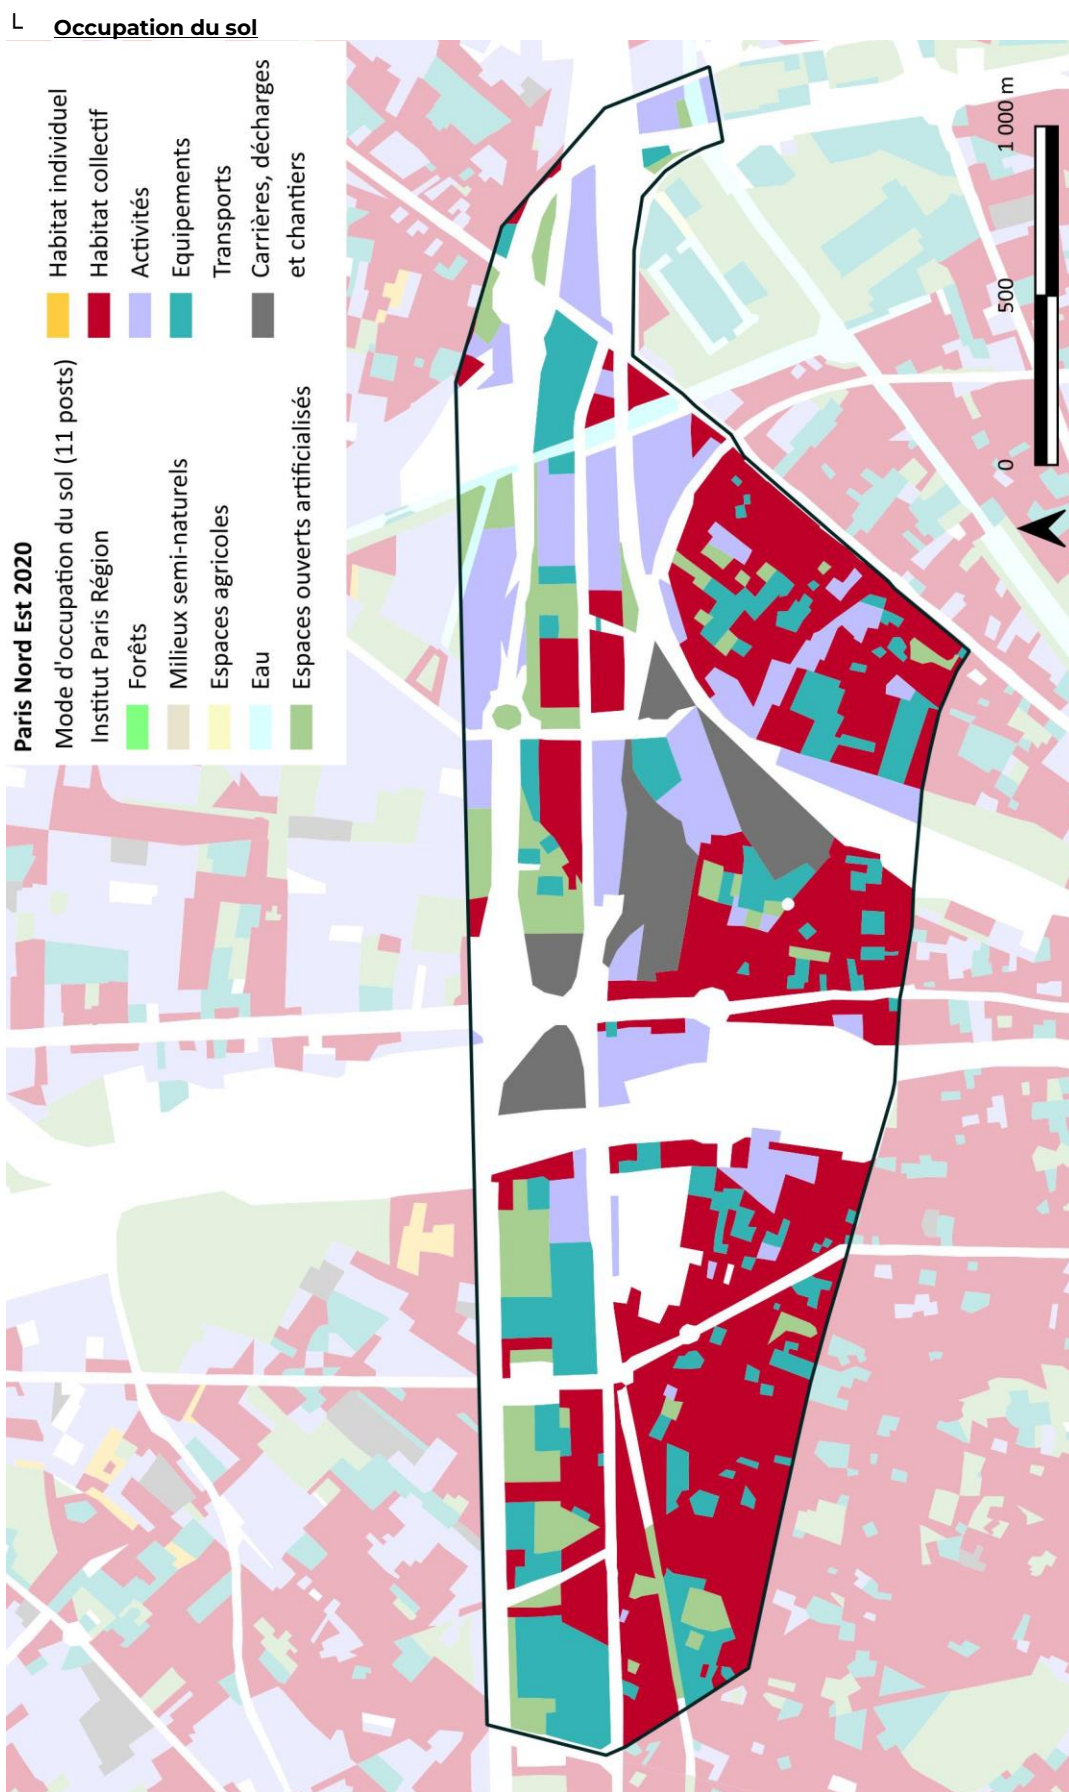 L
Occupation du sol
Paris Nord Est 2020
Mode d'occupation du sol (11 posts)
Institut Paris Région
Forêts
Milieux semi-naturels
Espaces agricoles
Eau
Espaces ouverts artificialisés
Habitat individuel
Habitat collectif
Activités
Equipements
Transports
Carrières, décharges
et chantiers
0
500
1 000 m